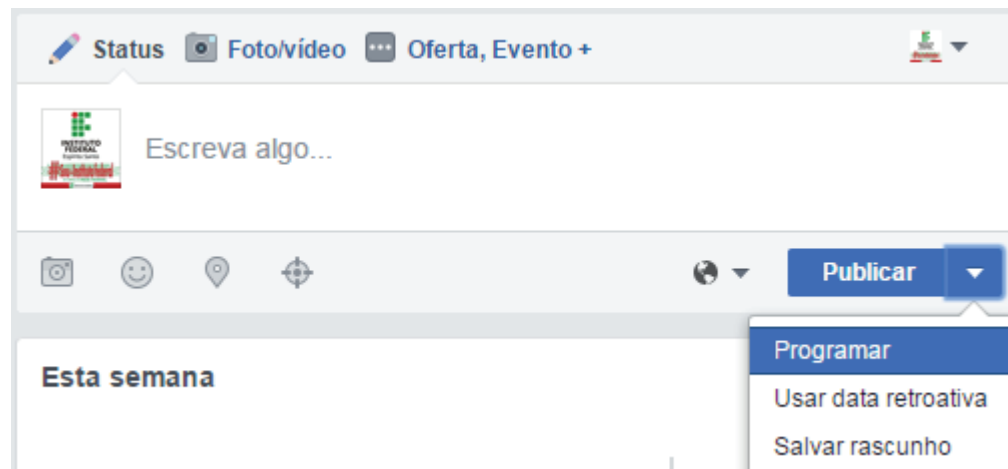 Status Foto/vídeo Oferta, Evento +
INSTITUTO
FEDERAL
Escreva algo...
Publicar
Programar
Esta semana
Usar data retroativa
Salvar rascunho